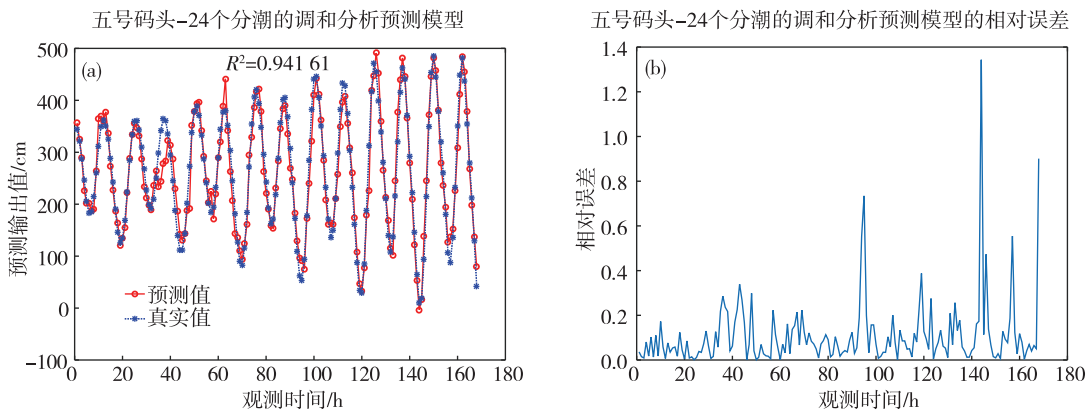 五号码头-24个分潮的调和分析预测模型
500
400
300
200
100
0
-100
预测输出值/cm
(a)
R²=0.941 61
预测值
真实值
0 20 40 60 80 100 120 140 160 180
观测时间/h
五号码头-24个分潮的调和分析预测模型的相对误差
1.4
1.2
1.0
0.8
0.6
0.4
0.2
0.0
相对误差
(b)
0 20 40 60 80 100 120 140 160 180
观测时间/h